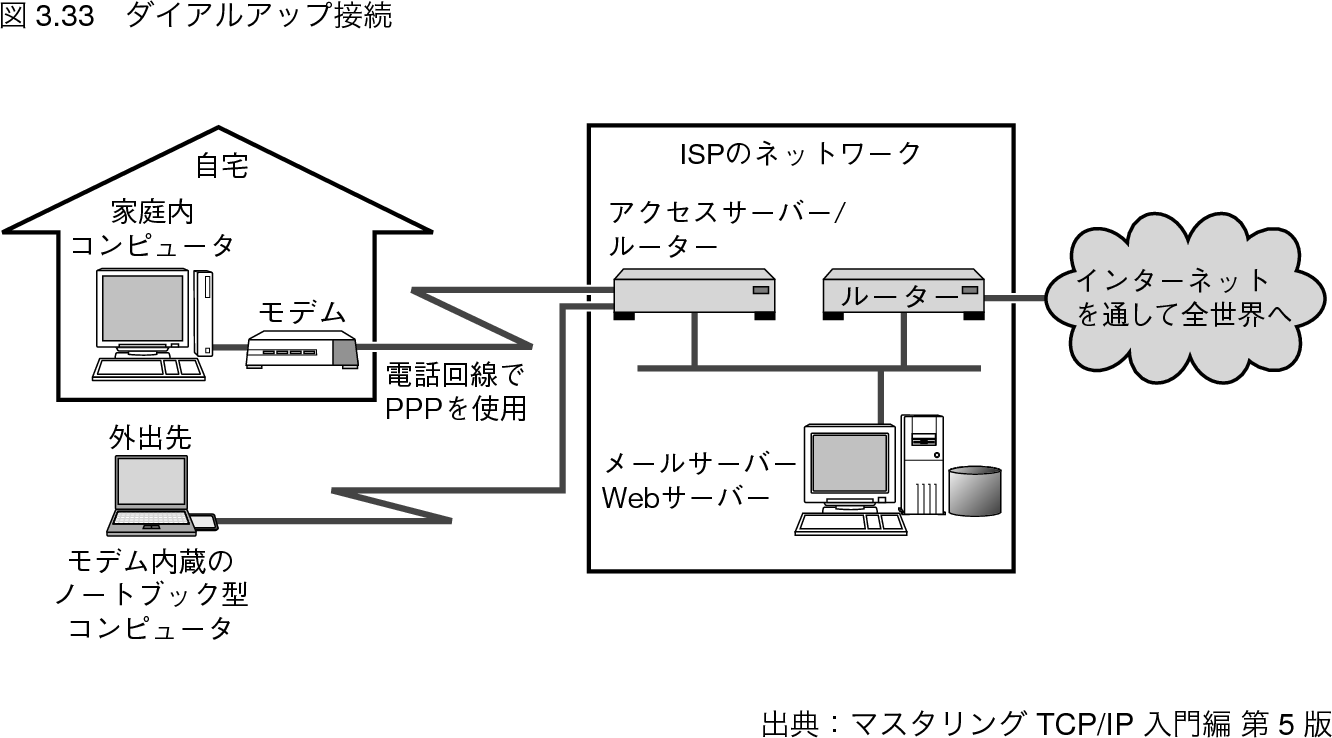 図 3.33　ダイアルアップ接続
自宅
家庭内
コンピュータ
モデム
電話回線で
PPPを使用
外出先
モデム内蔵の
ノートブック型
コンピュータ
ISPのネットワーク
アクセスサーバー/
ルーター
ルーター
メールサーバー
Webサーバー
インターネット
を通して全世界へ
出典：マスタリング TCP/IP 入門編 第 5 版